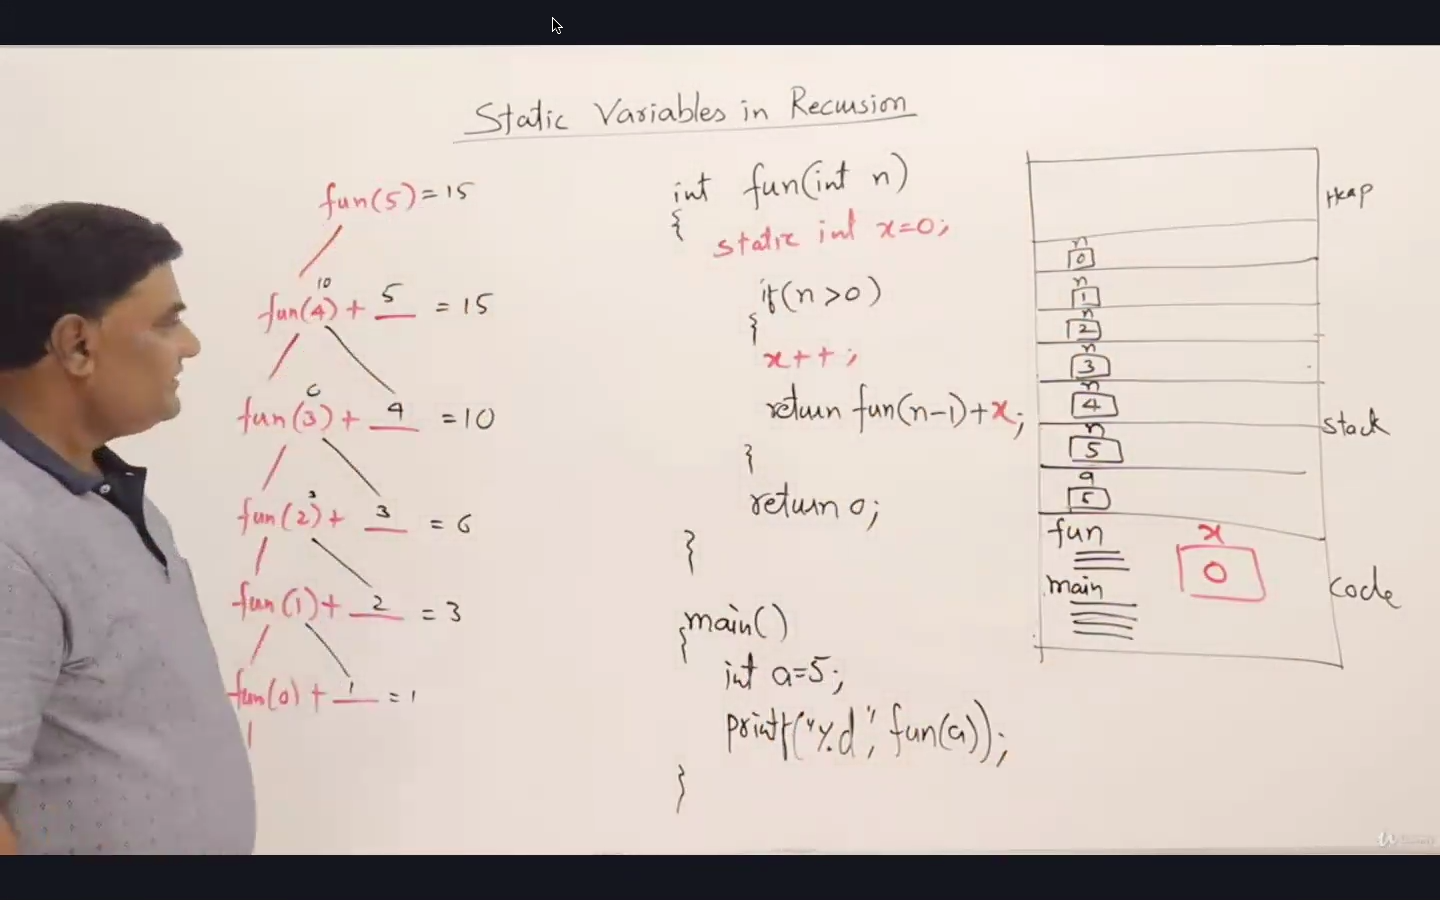 Static Variables in Recursion
fun(5) = 15
10
fun(4) + 5 = 15
6
fun(3) + 4 = 10
3
fun(2) + 3 = 6
fun(1) + 2 = 3
fun(0) + 1 = 1
int fun(int n)
{
static int x=0;
if(n>0)
{
x++;
return fun(n-1)+x;
}
return 0;
}
main()
{
int a=5;
printf("%d", fun(a));
}
Heap
n
0
n
1
n
2
n
3
n
4
n
5
a
5
stack
fun
main
x
0
code